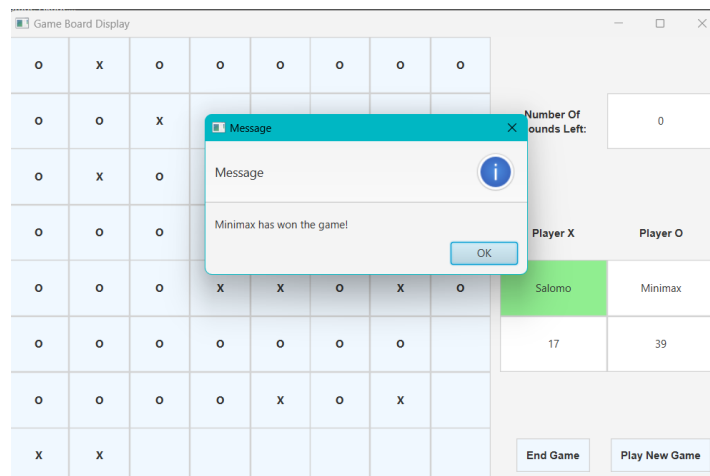 Game Board Display
O X O O O O O O
O O X
Number Of
ounds Left:
0
Message
O X O
Message
Minimax has won the game!
OK
O O O
Player X Player O
O O O X X O X O
Salomo Minimax
O O O O O O O
17 39
O O O O X O X
X X
End Game Play New Game